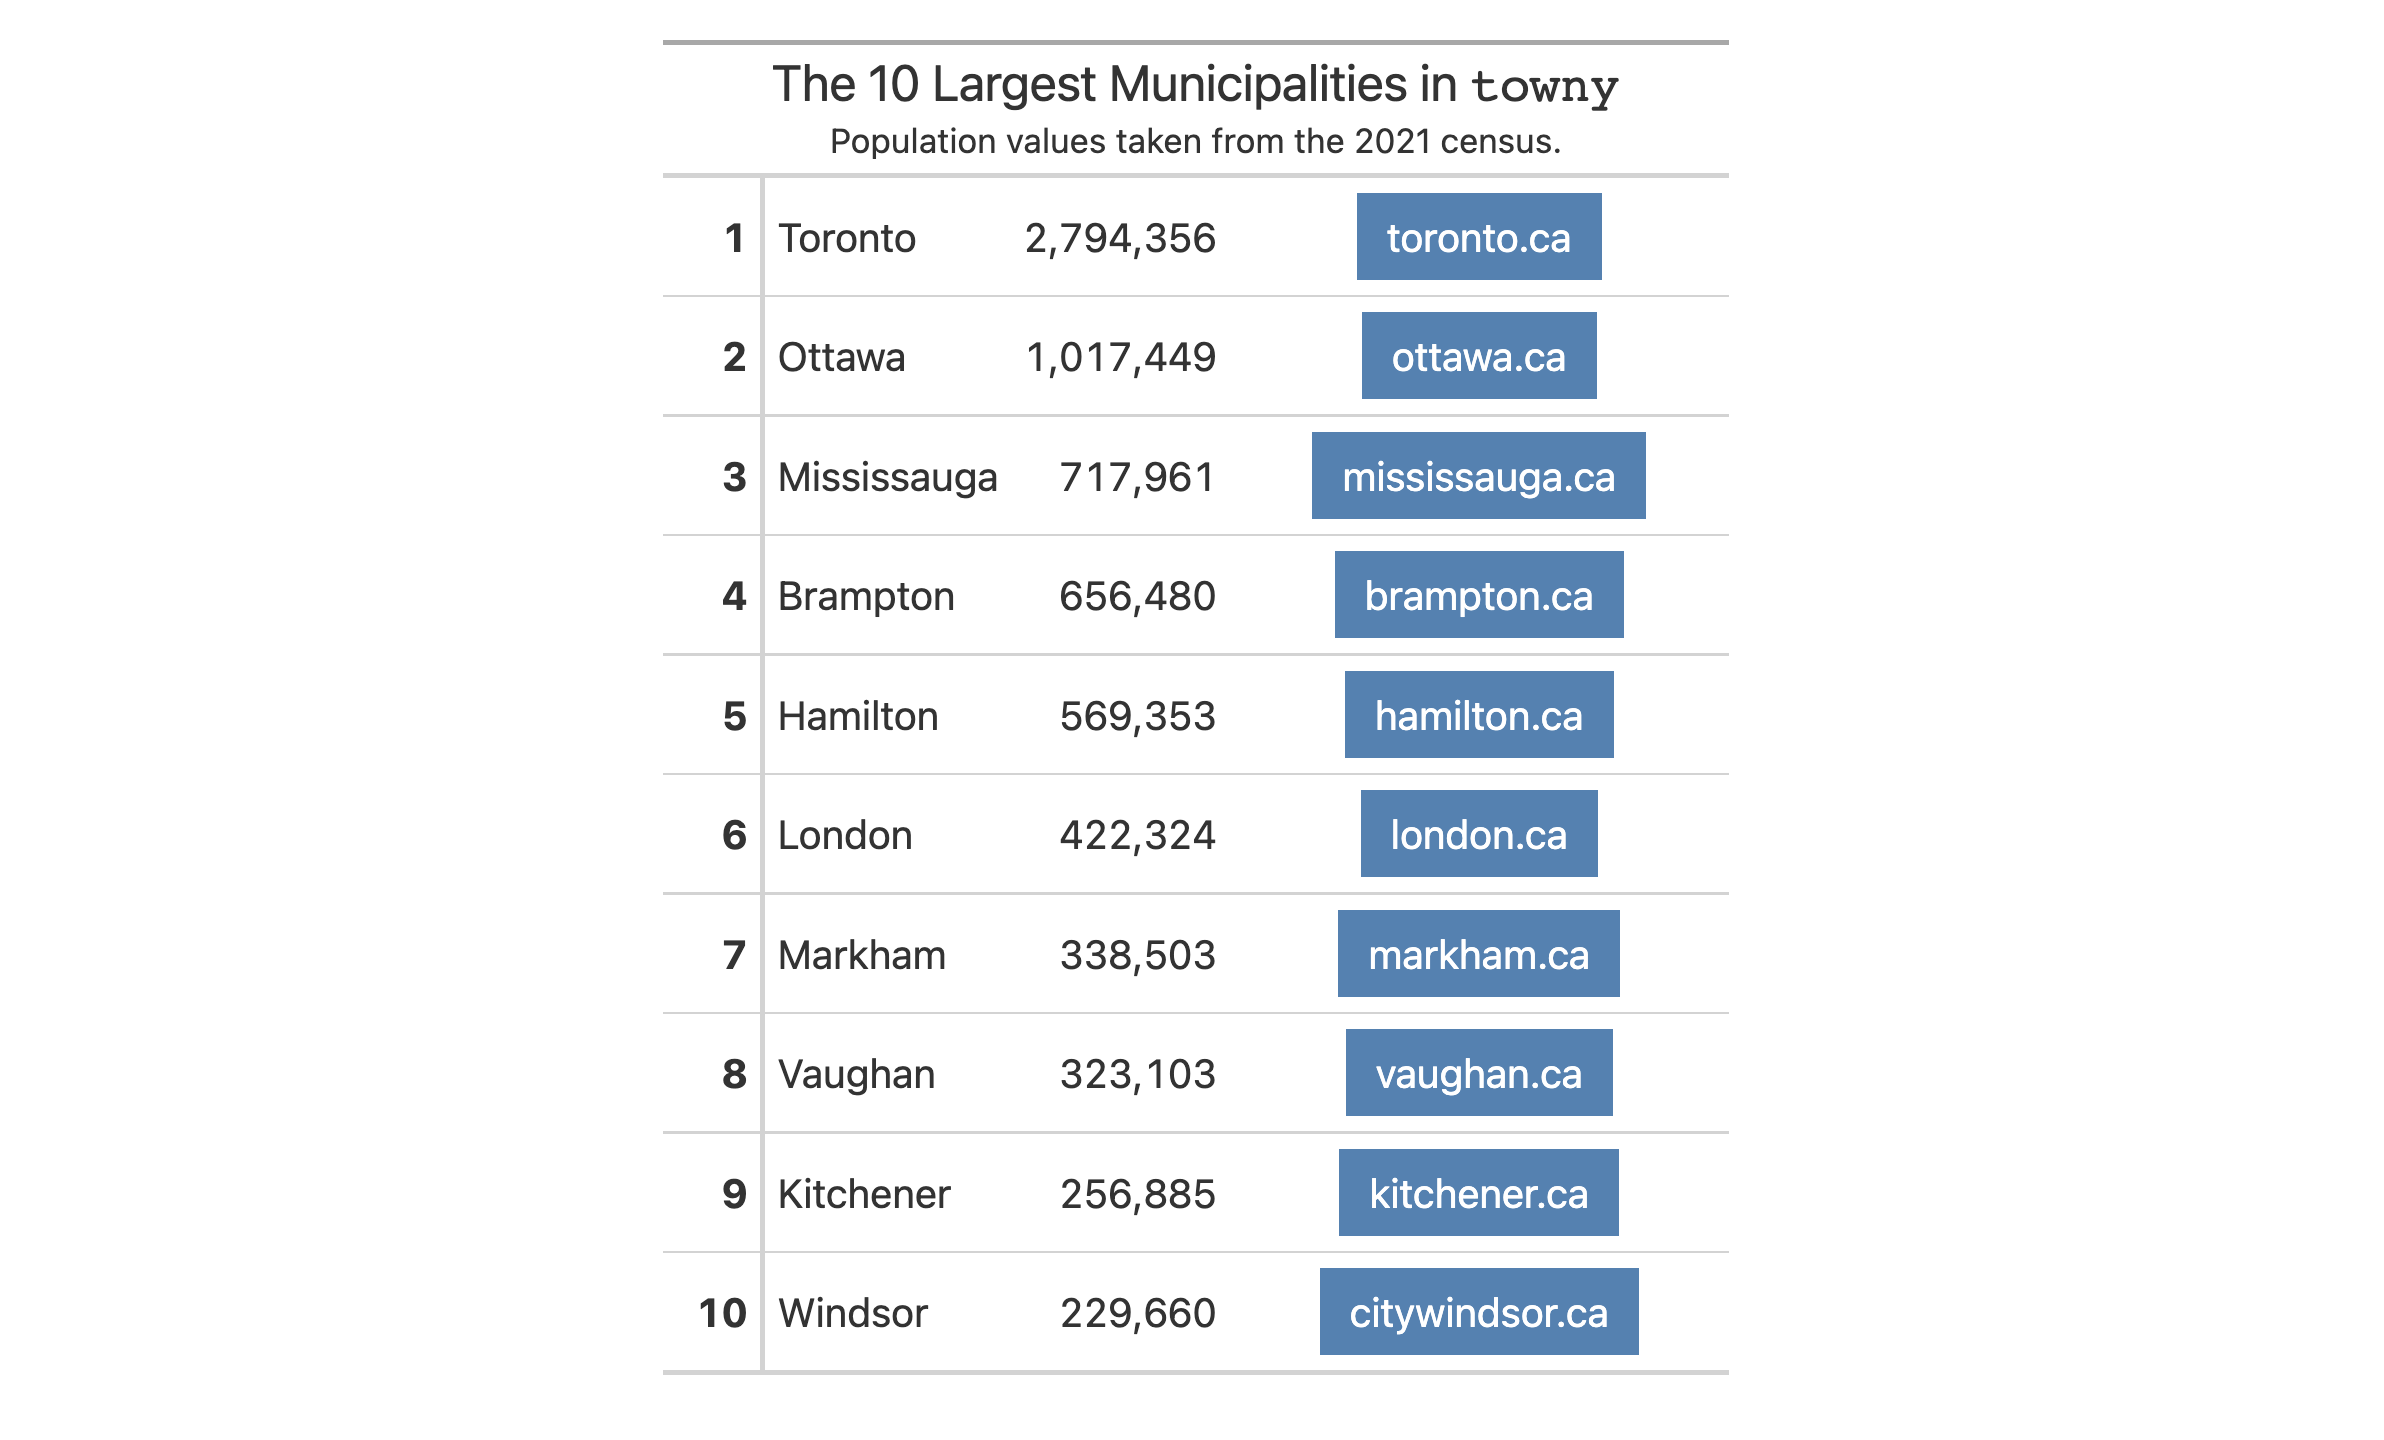 The 10 Largest Municipalities in towny
Population values taken from the 2021 census.
1 Toronto 2,794,356 toronto.ca
2 Ottawa 1,017,449 ottawa.ca
3 Mississauga 717,961 mississauga.ca
4 Brampton 656,480 brampton.ca
5 Hamilton 569,353 hamilton.ca
6 London 422,324 london.ca
7 Markham 338,503 markham.ca
8 Vaughan 323,103 vaughan.ca
9 Kitchener 256,885 kitchener.ca
10 Windsor 229,660 citywindsor.ca